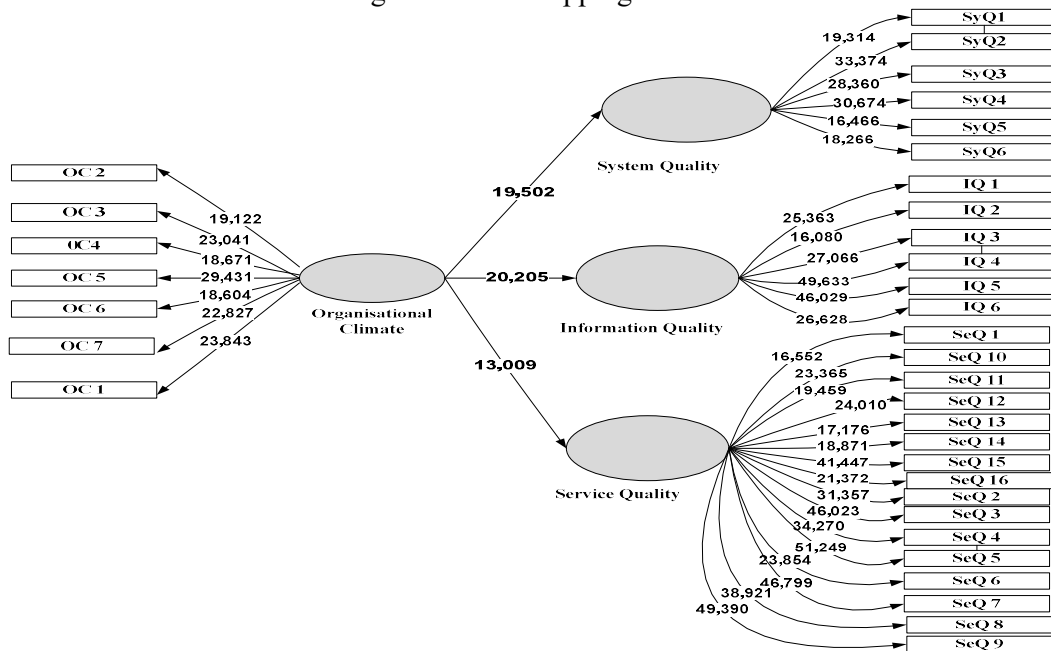 OC 2
OC 3
0C4
OC 5
OC 6
OC 7
OC 1
19,122
23,041
18,671
29,431
18,604
22,827
23,843
Organisational
Climate
19,502
20,205
13,009
System Quality
Information Quality
Service Quality
19,314
33,374
28,360
30,674
16,466
18,266
SyQ1
SyQ2
SyQ3
SyQ4
SyQ5
SyQ6
25,363
16,080
27,066
49,633
46,029
26,628
IQ 1
IQ 2
IQ 3
IQ 4
IQ 5
IQ 6
16,552
23,365
19,459
24,010
17,176
18,871
41,447
21,372
31,357
46,023
34,270
51,249
23,854
46,799
38,921
49,390
SeQ 1
SeQ 10
SeQ 11
SeQ 12
SeQ 13
SeQ 14
SeQ 15
SeQ 16
SeQ 2
SeQ 3
SeQ 4
SeQ 5
SeQ 6
SeQ 7
SeQ 8
SeQ 9